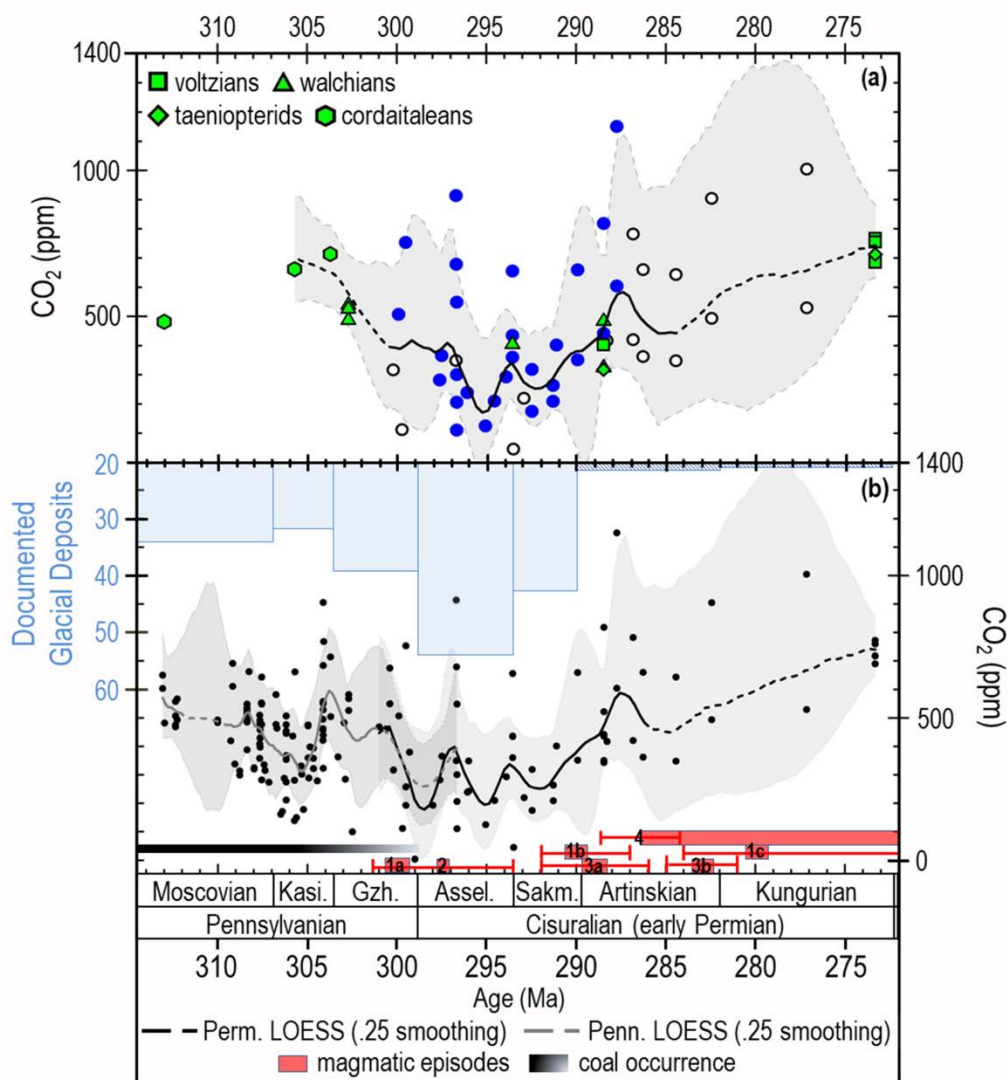 310 305 300 295 290 285 280 275
1400
(a)
voltzians walchians
taeniopterids cordaitaleans
1000
CO2 (ppm)
500
20 1400
(b)
30
40 1000
Documented
Glacial Deposits
CO2 (ppm)
50
60
500
4
1b 1c
1a 2 3a 3b
0
Moscovian Kasi. Gzh. Assel. Sakm. Artinskian Kungurian
Pennsylvanian Cisuralian (early Permian)
310 305 300 295 290 285 280 275
Age (Ma)
Perm. LOESS (.25 smoothing) Penn. LOESS (.25 smoothing)
magmatic episodes coal occurrence